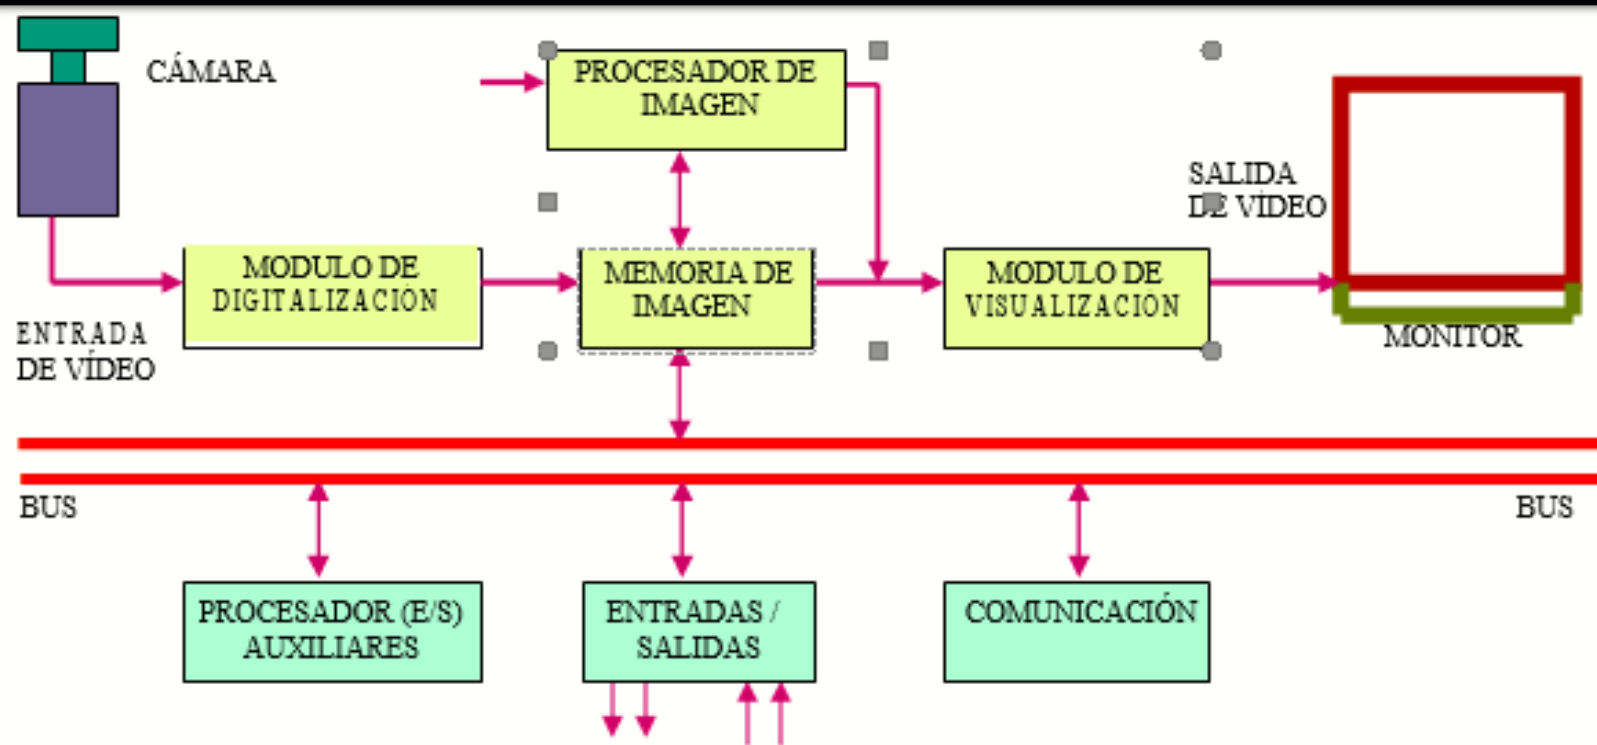 CÁMARA
PROCESADOR DE
IMAGEN
SALIDA
DE VÍDEO
MODULO DE
DIGITALIZACIÓN
MEMORIA DE
IMAGEN
MODULO DE
VISUALIZACIÓN
MONITOR
ENTRADA
DE VÍDEO
BUS
BUS
PROCESADOR (E/S)
AUXILIARES
ENTRADAS /
SALIDAS
COMUNICACIÓN